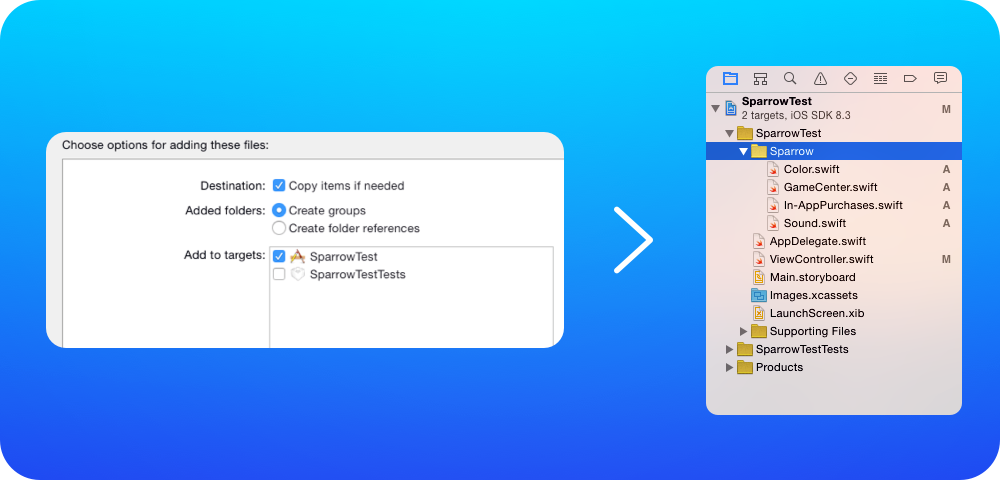 Choose options for adding these files:
Destination: Copy items if needed
Added folders: Create groups
Create folder references
Add to targets: SparrowTest
SparrowTestTests
SparrowTest M
2 targets, iOS SDK 8.3
SparrowTest
Sparrow
Color.swift A
GameCenter.swift A
In-AppPurchases.swift A
Sound.swift A
AppDelegate.swift
ViewController.swift M
Main.storyboard
Images.xcassets
LaunchScreen.xib
Supporting Files
SparrowTestTests
Products